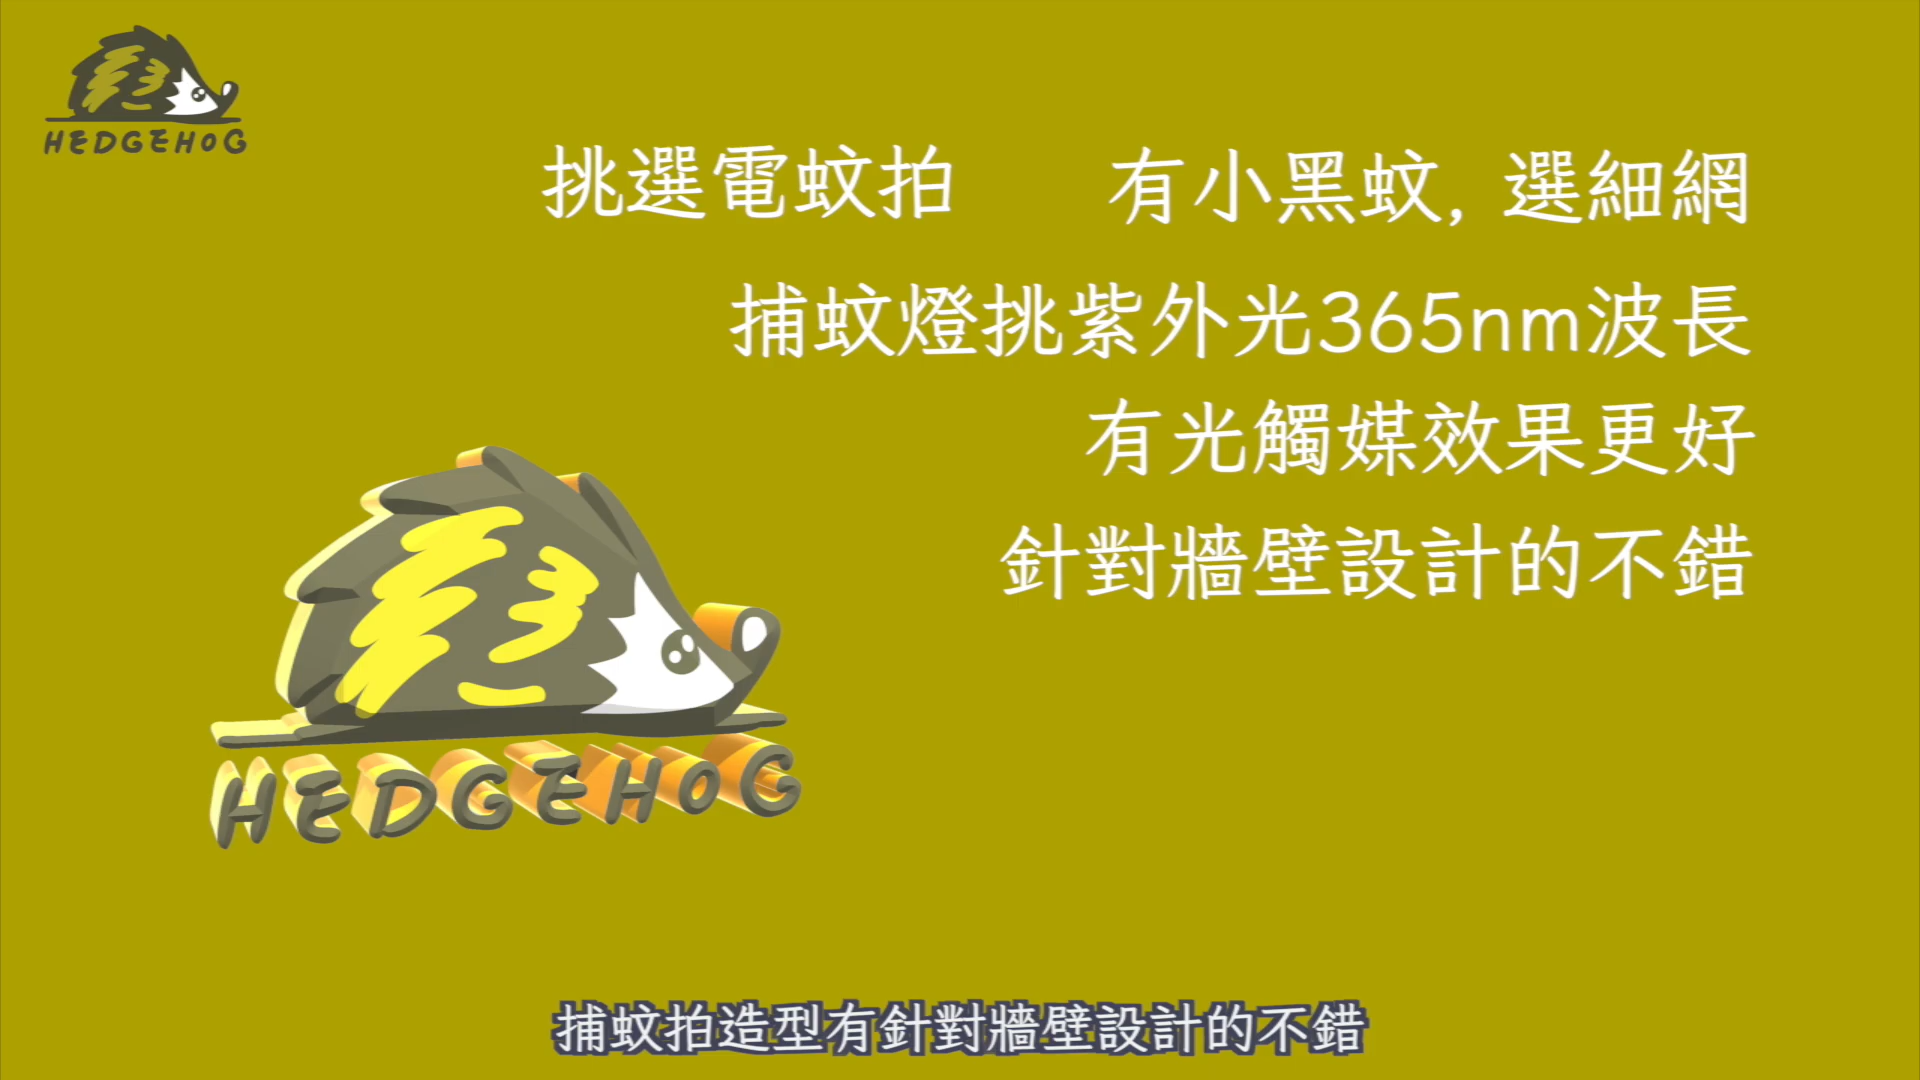 HEDGEHOG
挑選電蚊拍 有小黑蚊, 選細網
捕蚊燈挑紫外光365nm波長
有光觸媒效果更好
針對牆壁設計的不錯
HEDGEHOG
捕蚊拍造型有針對牆壁設計的不錯